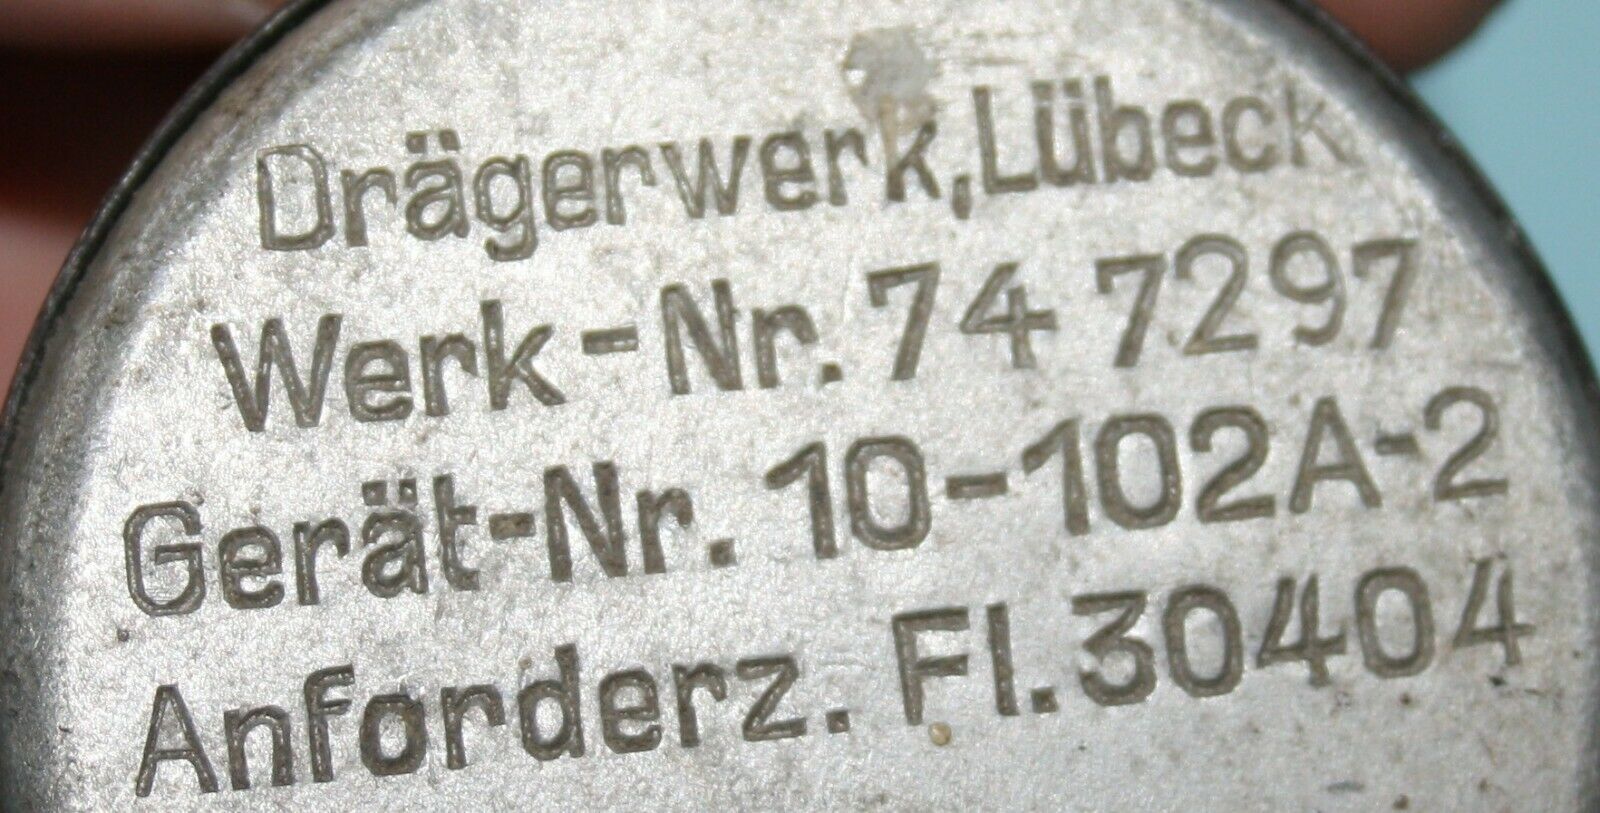 Drägerwerk, Lübeck
Werk-Nr. 74 7297
Gerät-Nr. 10-102A-2
Anforderz. Fl. 30404